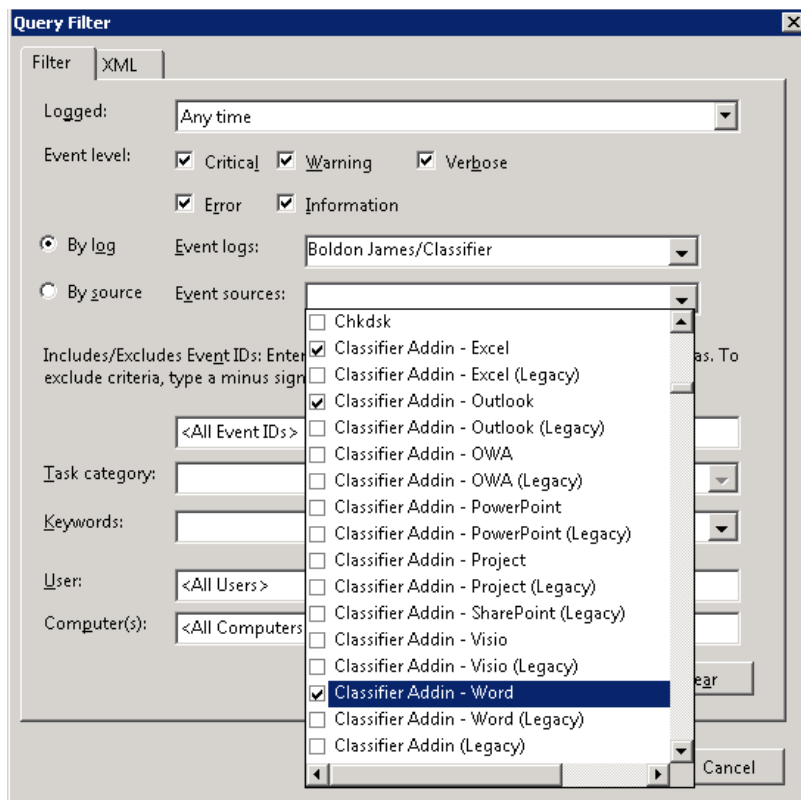 Query Filter
Filter XML
Logged: Any time
Event level: Critical Warning Verbose
Error Information
By log Event logs: Boldon James/Classifier
By source Event sources:
Chkdsk
Classifier Addin - Excel
Includes/Excludes Event IDs: Enter as. To
Classifier Addin - Excel (Legacy)
exclude criteria, type a minus sign
Classifier Addin - Outlook
<All Event IDs> Classifier Addin - Outlook (Legacy)
Classifier Addin - OWA
Task category: Classifier Addin - OWA (Legacy)
Classifier Addin - PowerPoint
Keywords: Classifier Addin - PowerPoint (Legacy)
Classifier Addin - Project
User: <All Users> Classifier Addin - Project (Legacy)
Classifier Addin - SharePoint (Legacy)
Computer(s): <All Computers Classifier Addin - Visio
Classifier Addin - Visio (Legacy)
Classifier Addin - Word ear
Classifier Addin - Word (Legacy)
Classifier Addin (Legacy)
Cancel